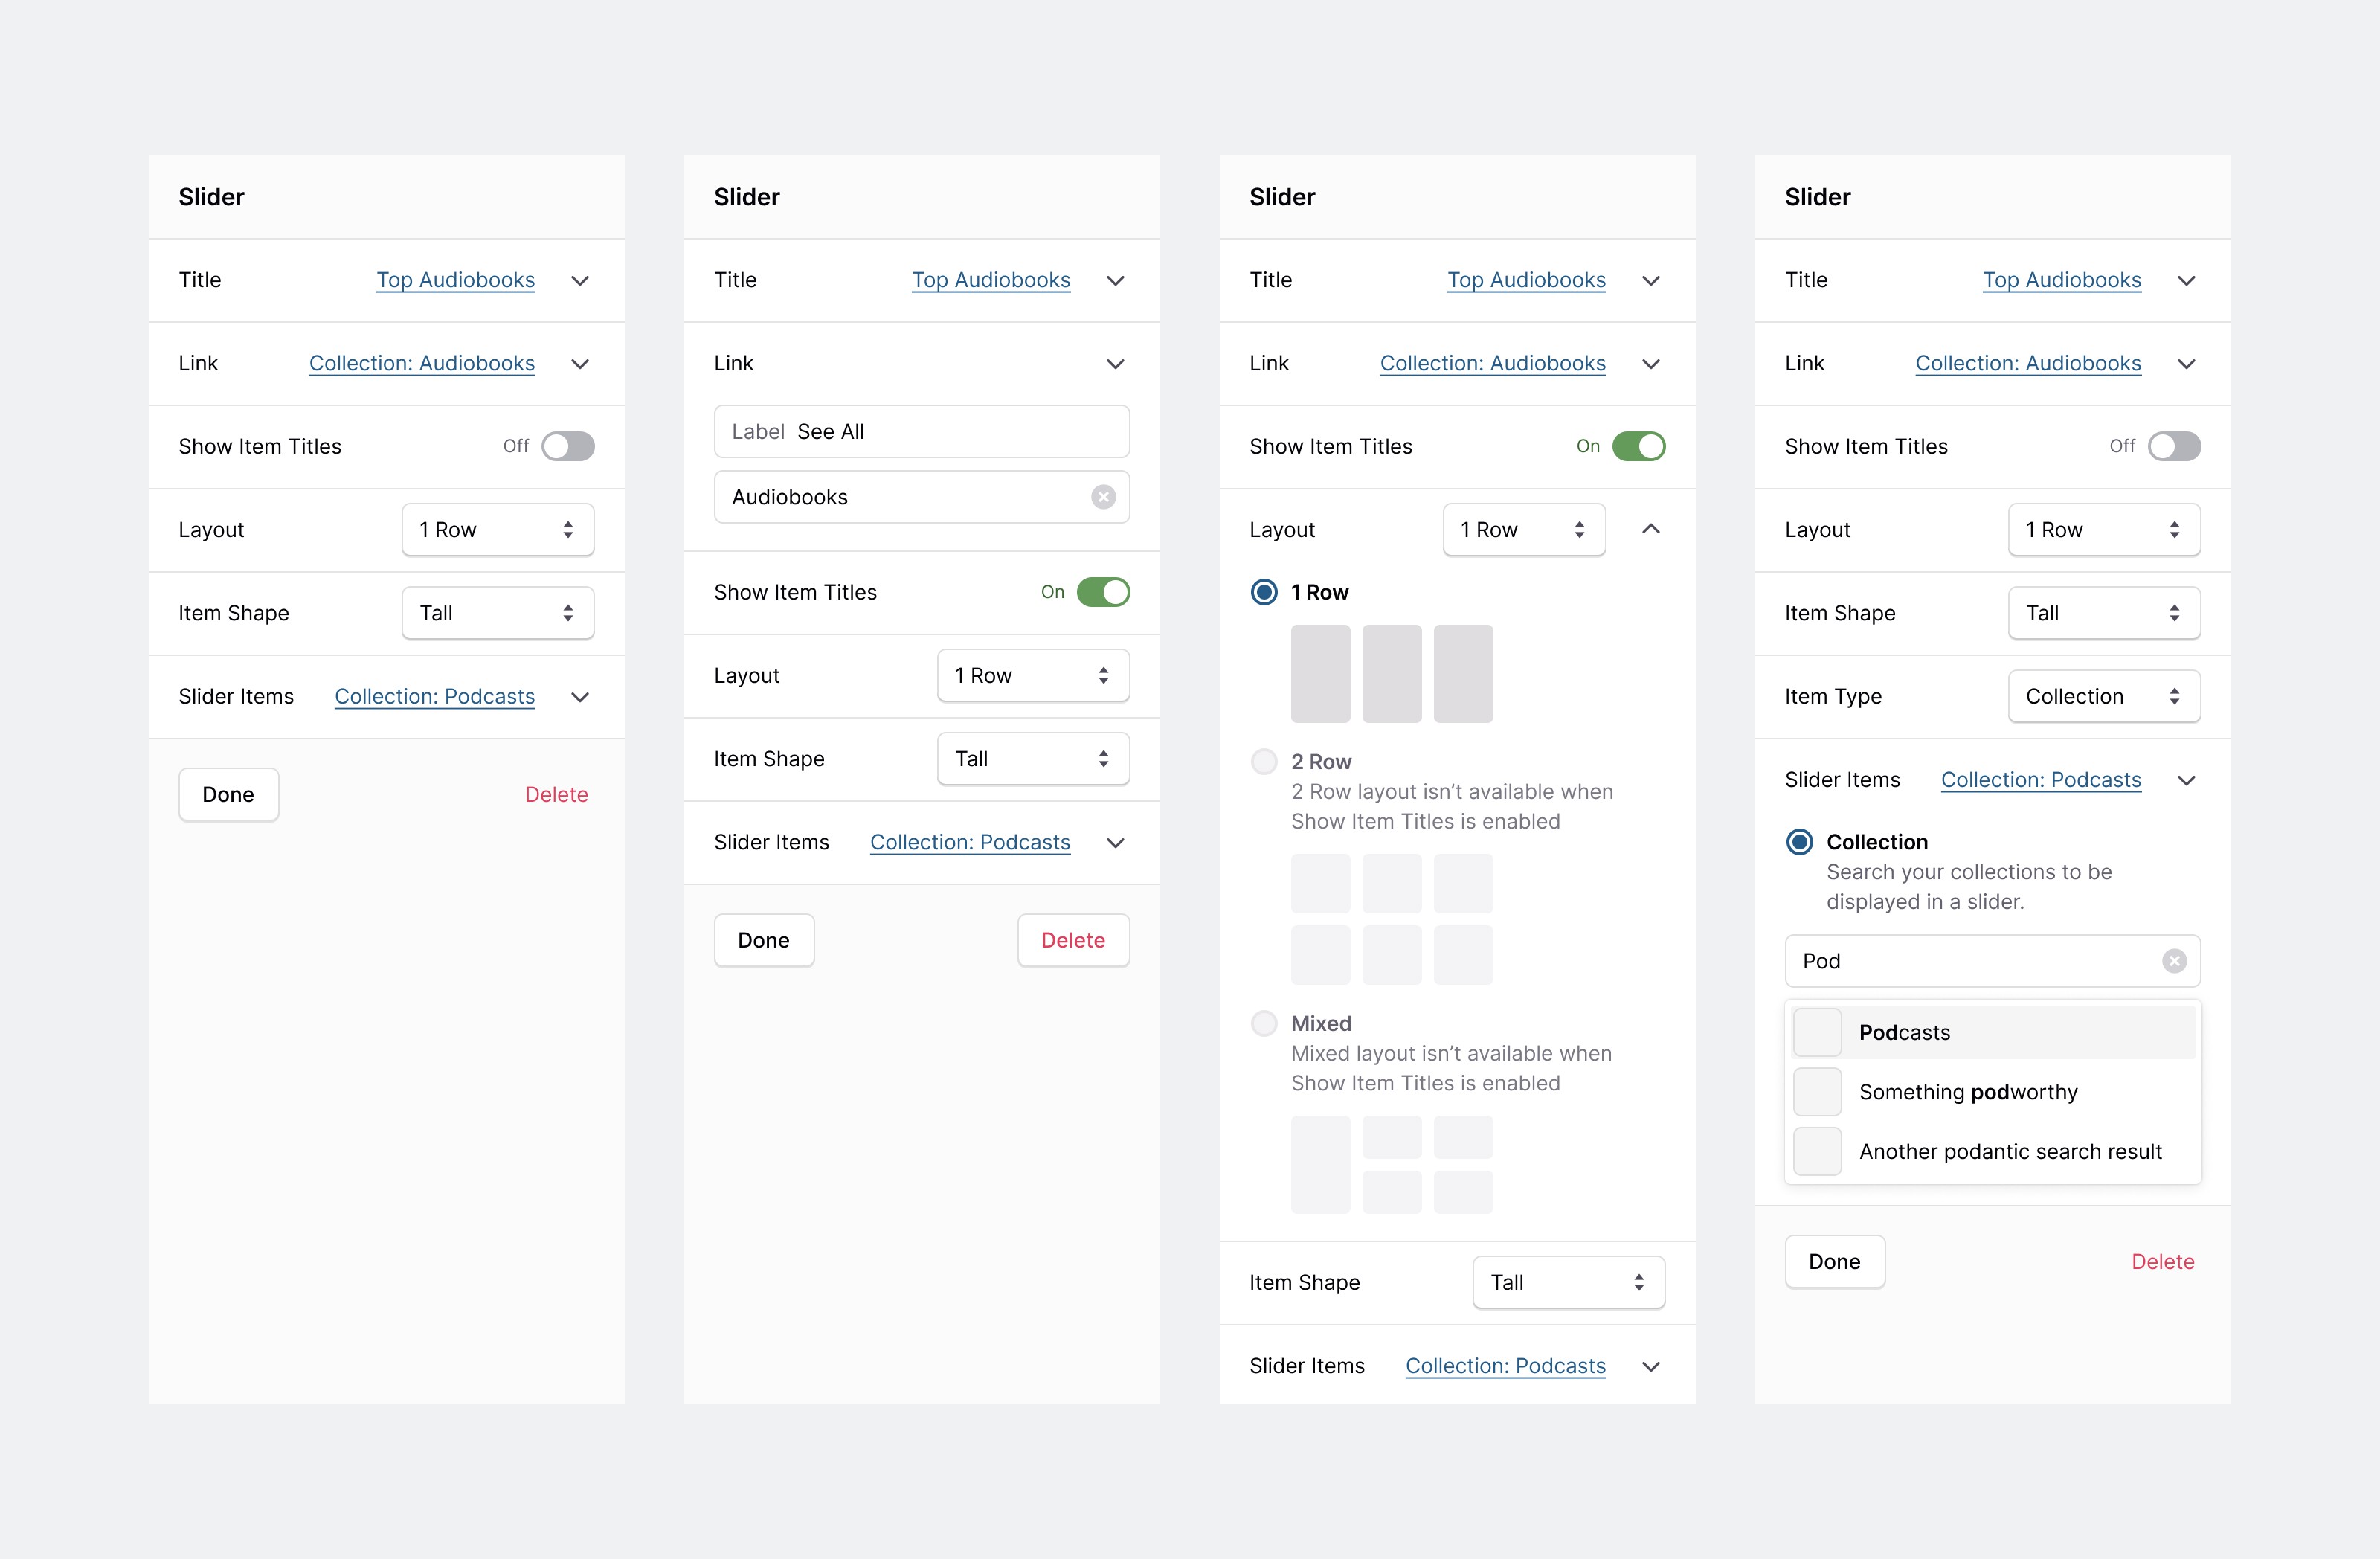 Slider
Title Top Audiobooks
Link Collection: Audiobooks
Show Item Titles Off
Layout 1 Row
Item Shape Tall
Slider Items Collection: Podcasts
Done Delete
Slider
Title Top Audiobooks
Link
Label See All
Audiobooks
Show Item Titles On
Layout 1 Row
Item Shape Tall
Slider Items Collection: Podcasts
Done Delete
Slider
Title Top Audiobooks
Link Collection: Audiobooks
Show Item Titles On
Layout 1 Row
1 Row
2 Row
2 Row layout isn’t available when
Show Item Titles is enabled
Mixed
Mixed layout isn’t available when
Show Item Titles is enabled
Item Shape Tall
Slider Items Collection: Podcasts
Slider
Title Top Audiobooks
Link Collection: Audiobooks
Show Item Titles Off
Layout 1 Row
Item Shape Tall
Item Type Collection
Slider Items Collection: Podcasts
Collection
Search your collections to be
displayed in a slider.
Pod
Podcasts
Something podworthy
Another podantic search result
Done Delete